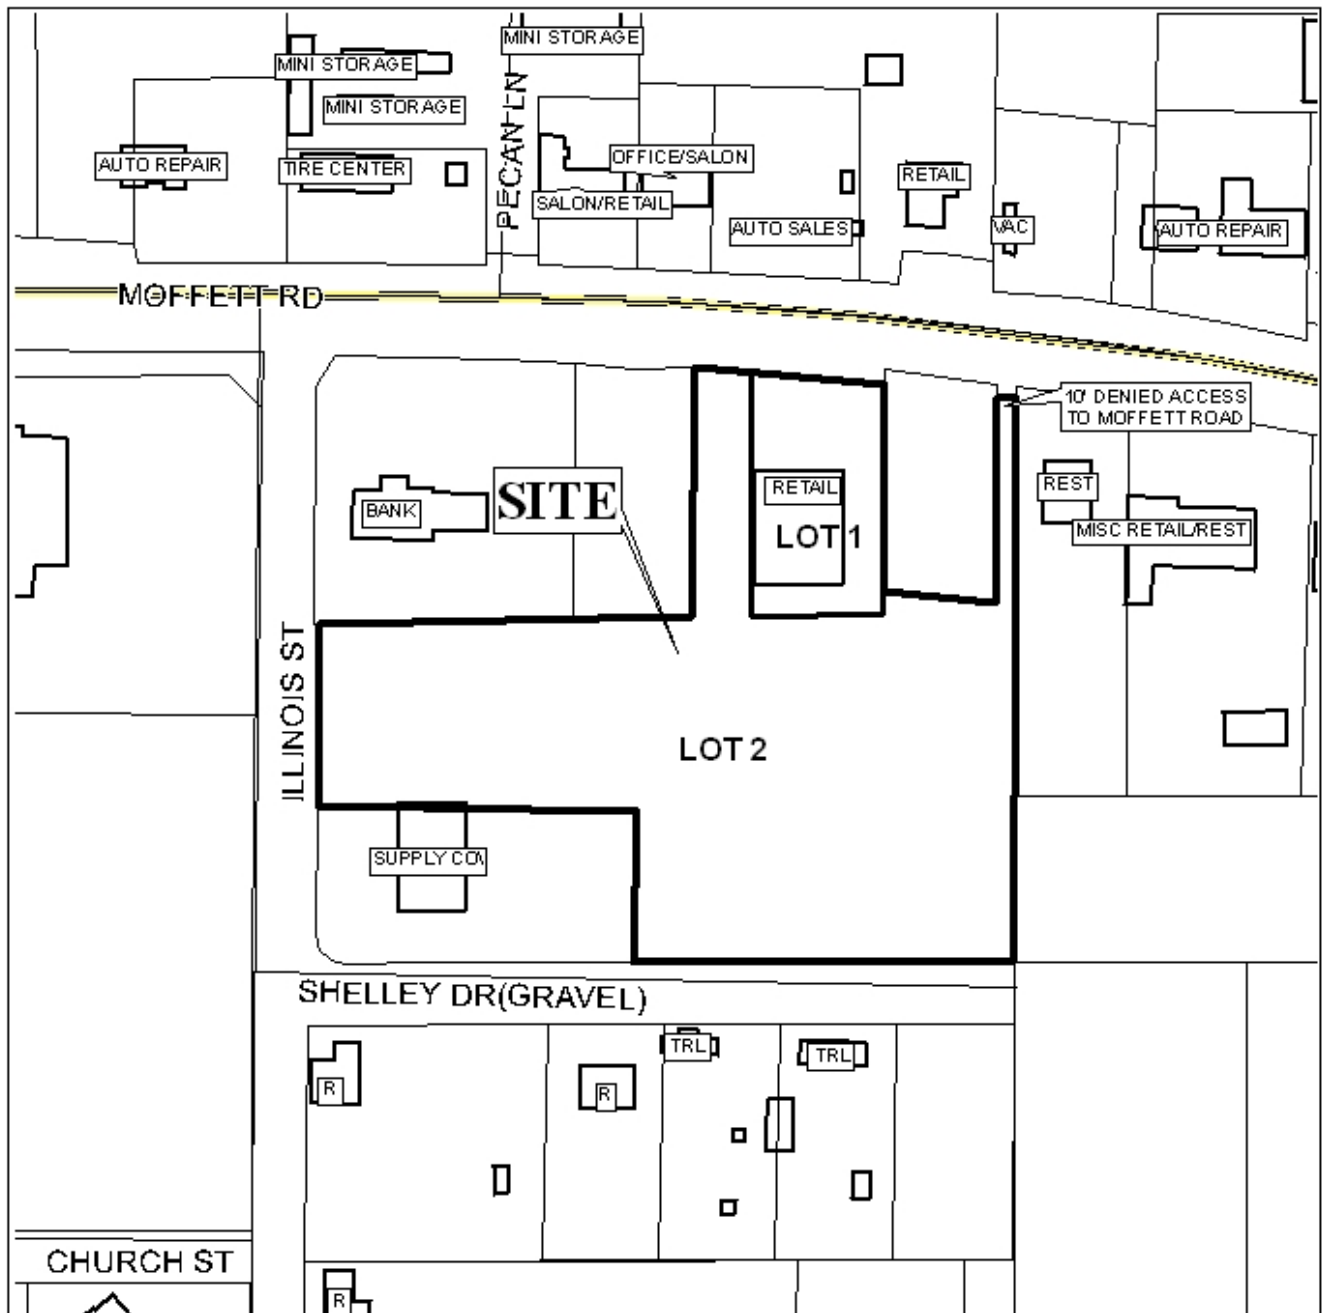 MINI STORAGE
MINI STORAGE
MINI STORAGE
PECAN LN
AUTO REPAIR
TIRE CENTER
OFFICE/SALON
RETAIL
SALON/RETAIL
AUTO SALES
VAC
AUTO REPAIR
MOFFETT RD
10' DENIED ACCESS
TO MOFFETT ROAD
BANK
SITE
RETAIL
LOT 1
REST
MISC RETAIL/REST
ILLINOIS ST
LOT 2
SUPPLY CO
SHELLEY DR(GRAVEL)
TRL
TRL
R
R
CHURCH ST
R